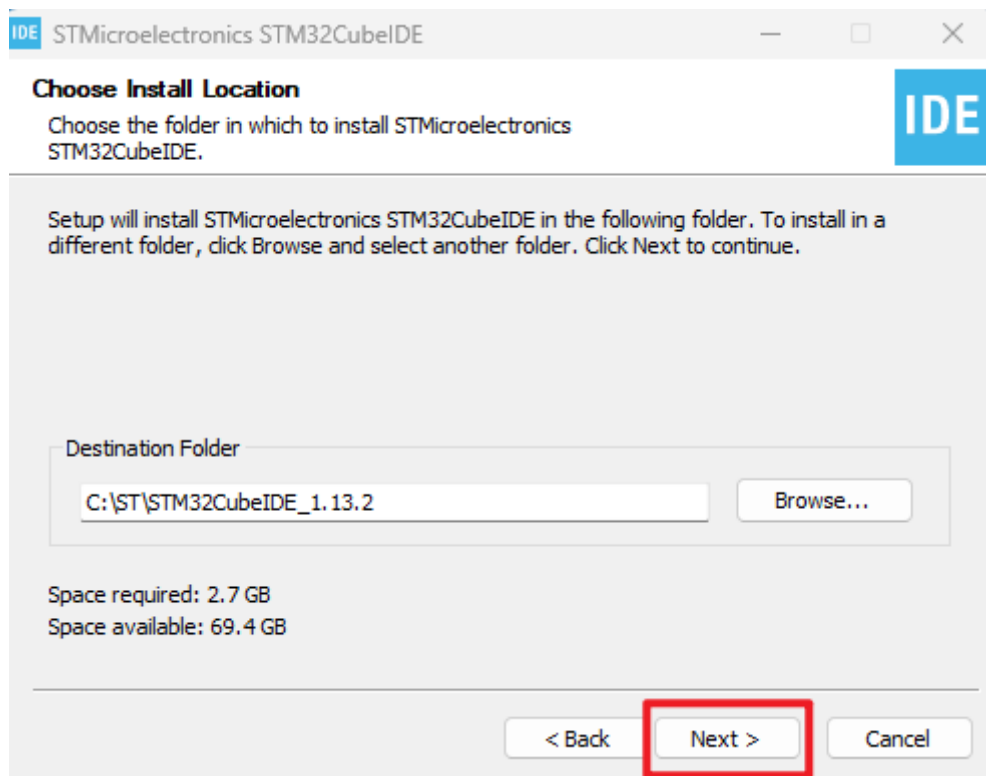 IDE STMicroelectronics STM32CubeIDE
Choose Install Location
Choose the folder in which to install STMicroelectronics
STM32CubeIDE.
IDE
Setup will install STMicroelectronics STM32CubeIDE in the following folder. To install in a
different folder, click Browse and select another folder. Click Next to continue.
Destination Folder
C:\ST\STM32CubeIDE_1.13.2
Browse...
Space required: 2.7 GB
Space available: 69.4 GB
< Back
Next >
Cancel